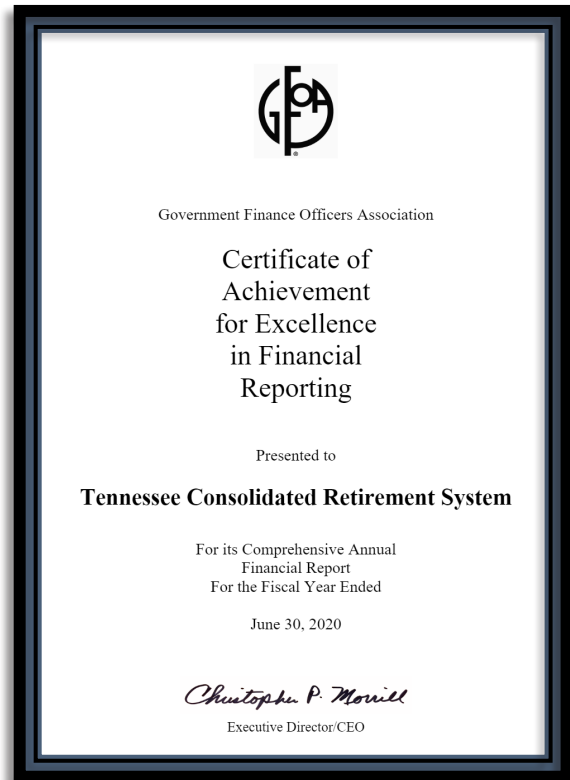 GFOA
®
Government Finance Officers Association
Certificate of
Achievement
for Excellence
in Financial
Reporting
Presented to
Tennessee Consolidated Retirement System
For its Comprehensive Annual
Financial Report
For the Fiscal Year Ended
June 30, 2020
Christopher P. Morrill
Executive Director/CEO